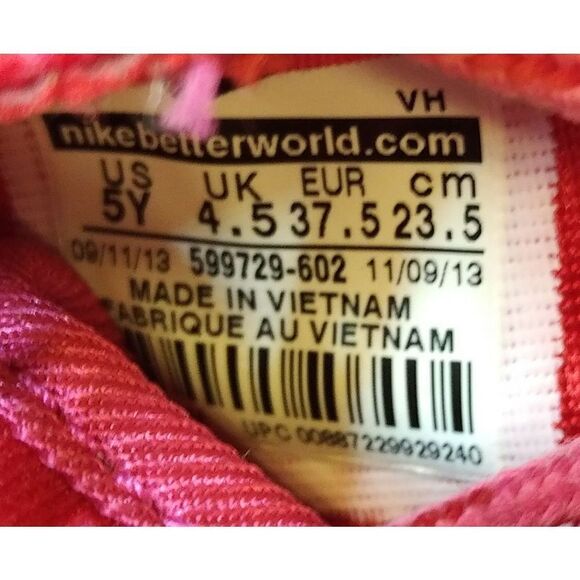 VH
nikebetterworld.com
US UK EUR cm
5Y 4.5 37.5 23.5
09/11/13 599729-602 11/09/13
MADE IN VIETNAM
FABRIQUE AU VIETNAM
UPC 00887229929240